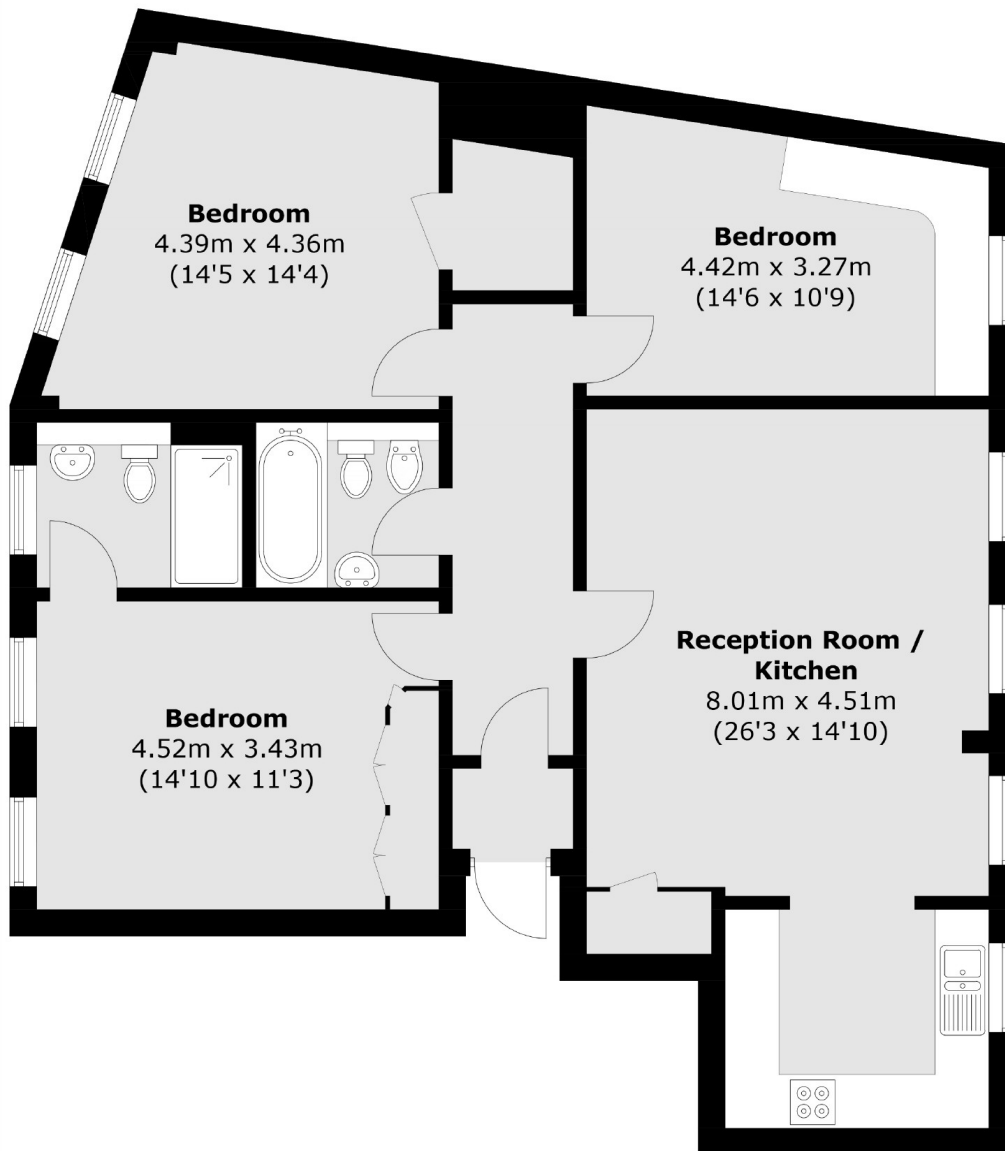 Bedroom
4.39m x 4.36m
(14'5 x 14'4)
Bedroom
4.42m x 3.27m
(14'6 x 10'9)
Reception Room /
Kitchen
8.01m x 4.51m
(26'3 x 14'10)
Bedroom
4.52m x 3.43m
(14'10 x 11'3)